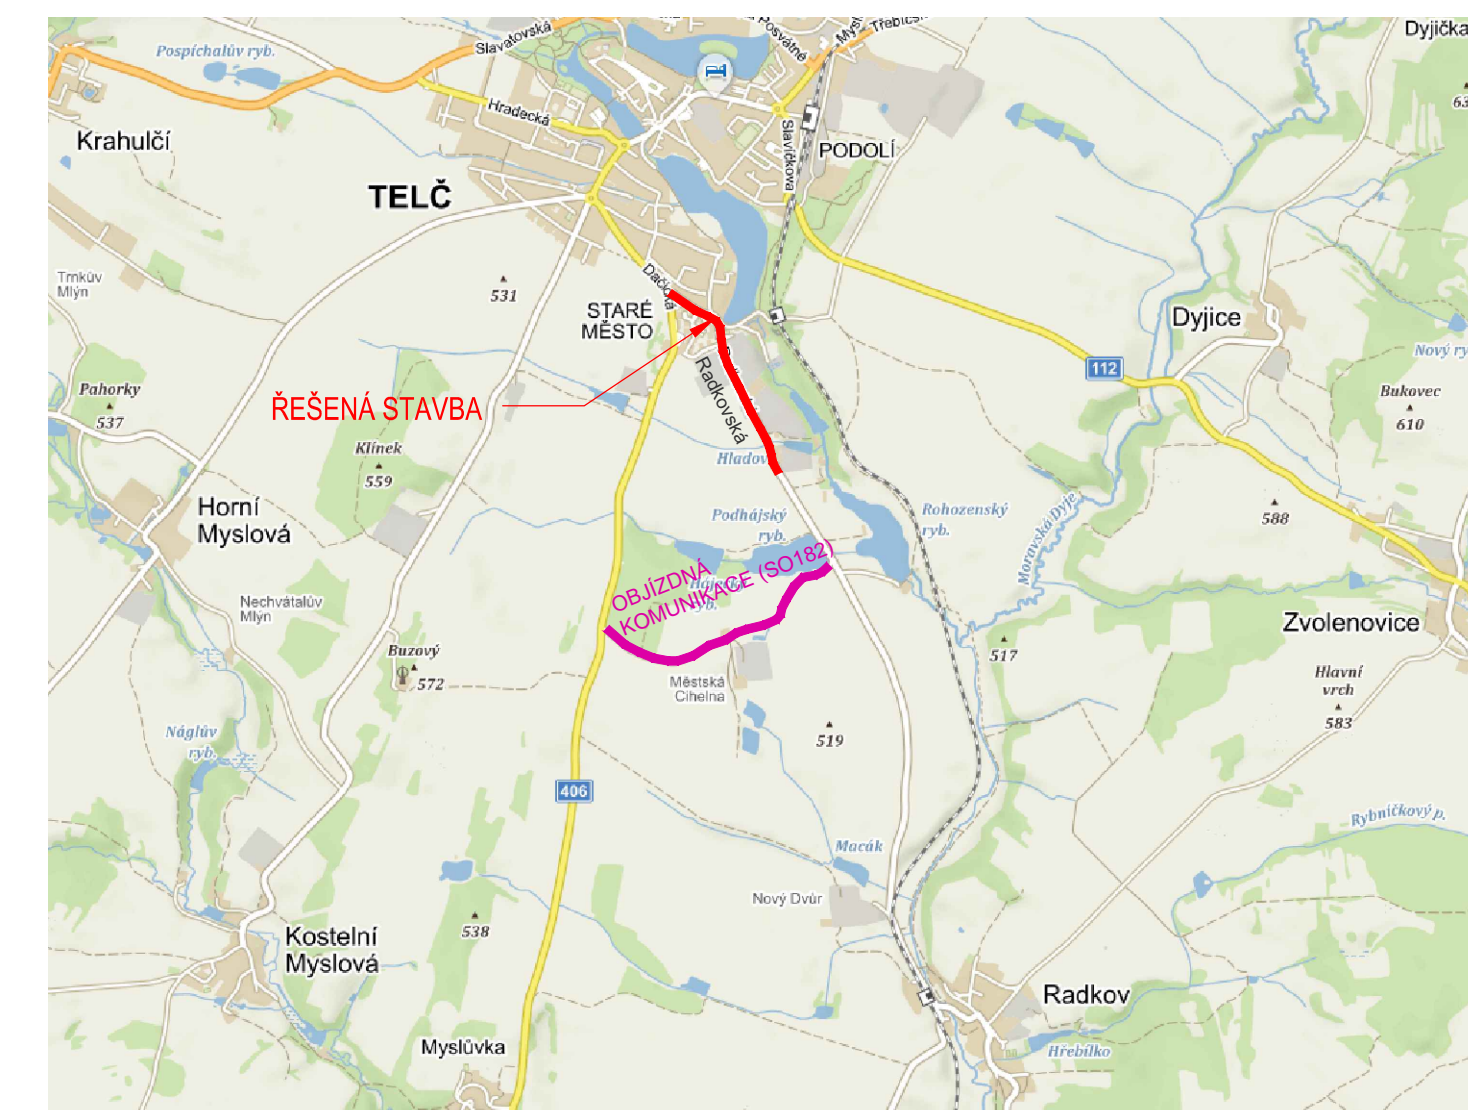 Dyjička
Pospíchalův ryb.
Slavatovská
Posvátné
Krahulčí
Hradecká
Slavíčkova
PODOLÍ
TELČ
Trnkův
Mlýn
531
Dačická
STARÉ
MĚSTO
Dyjice
112
Nový ry
Pahorky
537
ŘEŠENÁ STAVBA
Radkovská
Bukovec
610
Klínek
559
Hladov
Horní
Myslová
Podhájský
ryb.
Rohozenský
ryb.
588
Moravská Dyje
OBJÍZDNÁ
KOMUNIKACE (SO182)
ryb.
Nechvátalův
Mlýn
Zvolenovice
Buzový
572
517
Městská
Cihelna
Hlavní
vrch
583
Náglův
ryb.
519
406
Rybníčkový p.
Macák
Nový Dvůr
538
Kostelní
Myslová
Radkov
Myslůvka
Hřebílko